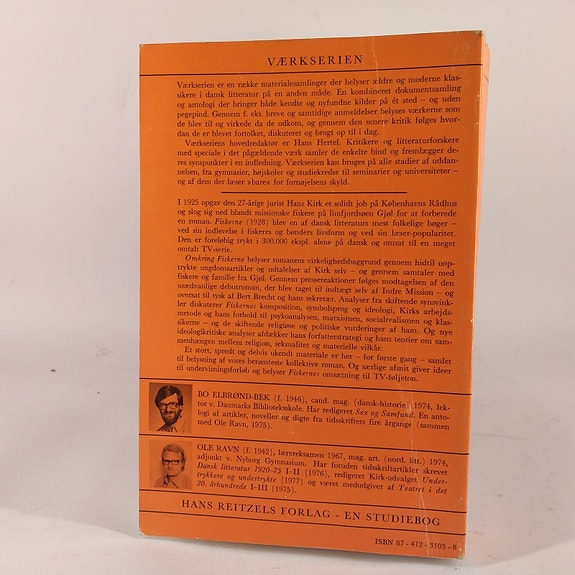 VÆRKSERIEN
Værkserien er en række materialesamlinger der belyser ældre og moderne klas-
sikere i dansk litteratur på en anden måde. En kombineret dokumentsamling
og antologi der bringer både kendte og nyfundne kilder på ét sted – og uden
pegepind. Gennem f. eks. breve og samtidige anmeldelser belyses værkerne som
de blev til og virkede da de udkom, og gennem den senere kritik følges hvor-
dan de er blevet fortolket, diskuteret og brugt op til i dag.
Værkseriens hovedredaktør er Hans Hertel. Kritikere og litteraturforskere
med speciale i det pågældende værk samler de enkelte bind og fremlægger de-
res synspunkter i en indledning. Værkserien kan bruges på alle stadier af uddan-
nelsen, fra gymnasier, højskoler og studiekredse til seminarier og universiteter –
og af dem der læser »bare« for fornøjelsens skyld.
I 1925 opgav den 27-årige jurist Hans Kirk et solidt job på Københavns Rådhus
og slog sig ned blandt missionske fiskere på limfjordsøen Gjøl for at forberede
en roman. Fiskerne (1928) blev en af dansk litteraturs mest folkelige bøger –
ved sin indlevelse i fiskeres og bønders livsform og ved sin læser-popularitet.
Den er foreløbig trykt i 300.000 ekspl. alene på dansk og omsat til en meget
omtalt TV-serie.
Omkring Fiskerne belyser romanens virkelighedsbaggrund gennem hidtil uop-
trykte ungdomsartikler og udtalelser af Kirk selv – og gennem samtaler med
fiskere og familie fra Gjøl. Gennem pressereaktioner følges modtagelsen af den
usædvanlige debutroman, der blev taget til indtægt selv af Indre Mission – og
oversat til tysk af Bert Brecht og hans sekretær. Analyser fra skiftende synsvink-
ler diskuterer Fiskernes komposition, symbolsprog og ideologi, Kirks arbejds-
metode og hans forhold til psykoanalysen, marxismen, socialrealismen og klas-
sikerne – og de skiftende religiøse og politiske vurderinger af ham. Og nye
ideologikritiske analyser afdækker hans forfatterstrategi og hans teorier om sam-
menhængen mellem religion, seksualitet og materielle vilkår.
Et stort, spredt og delvis ukendt materiale er her – for første gang – samlet
til belysning af vores berømteste kollektive roman. Og særlige afsnit giver ideer
til undervisningsforløb og belyser Fiskernes omsætning til TV-føljeton.
BO ELBRØND-BEK (f. 1946), cand. mag. (dansk-historie) 1974, lek-
tor v. Danmarks Biblioteksskole. Har redigeret Sex og Samfund. En anto-
logi af artikler, noveller og digte fra tidsskriftets fire årgange (sammen
med Ole Ravn, 1975).
OLE RAVN (f. 1942), lærereksamen 1967, mag. art. (nord. litt.) 1974,
adjunkt v. Nyborg Gymnasium. Har foruden tidsskriftartikler skrevet
Dansk litteratur 1920-75 I-II (1976), redigeret Kirk-udvalget Under-
trykkere og undertrykte (1977) og været medudgiver af Teatret i det
20. århundrede I-III (1975).
HANS REITZELS FORLAG - EN STUDIEBOG
ISBN 87 - 412 - 3103 - 8